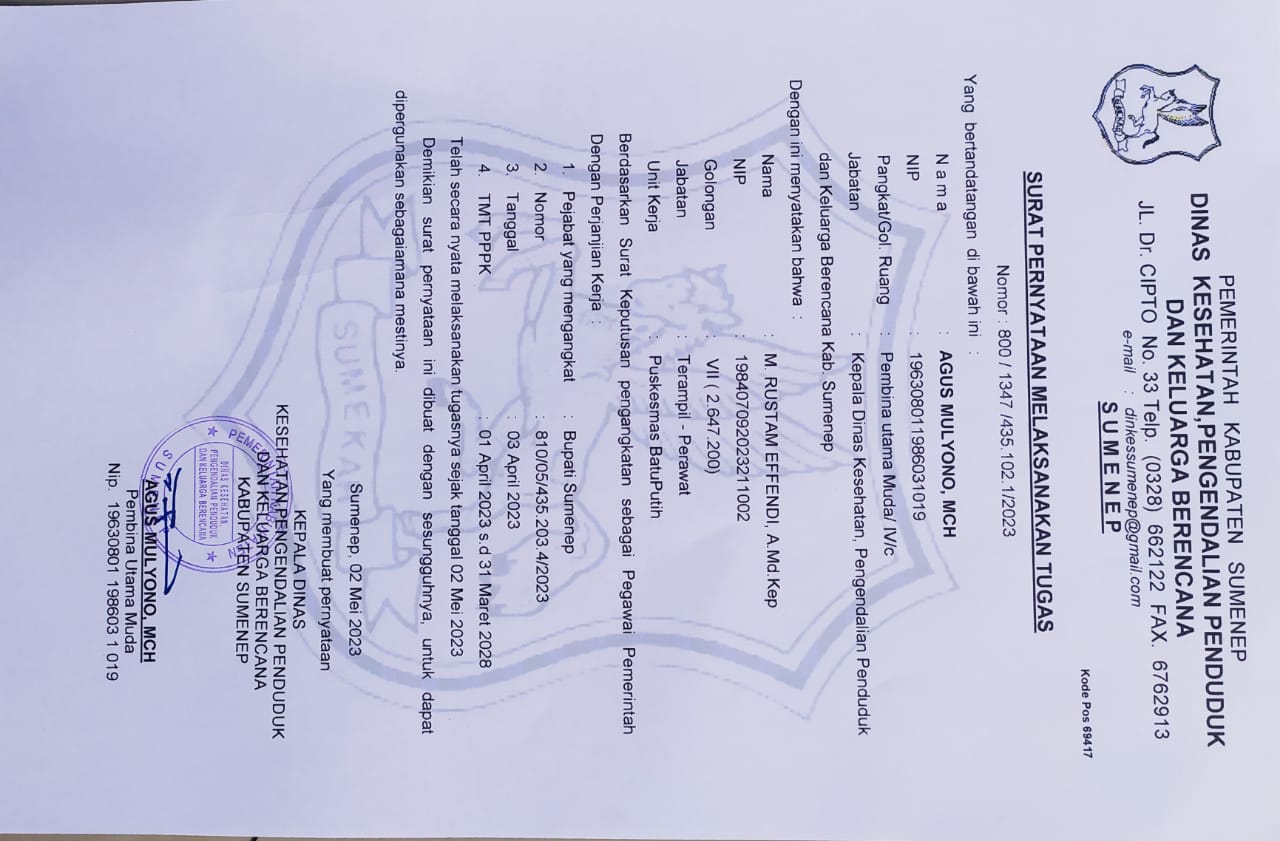 PEMERINTAH KABUPATEN SUMENEP
DINAS KESEHATAN,PENGENDALIAN PENDUDUK
DAN KELUARGA BERENCANA
JL. Dr. CIPTO No. 33 Telp. (0328) 662122 FAX. 6762913
e-mail : dinkessumenep@gmail.com
S U M E N E P
Kode Pos 69417
SURAT PERNYATAAN MELAKSANAKAN TUGAS
Nomor : 800 / 1347 /435.102.1/2023
Yang bertandatangan di bawah ini :
N a m a : AGUS MULYONO, MCH
NIP : 196308011986031019
Pangkat/Gol. Ruang : Pembina utama Muda/ IV/c
Jabatan : Kepala Dinas Kesehatan, Pengendalian Penduduk
dan Keluarga Berencana Kab. Sumenep
Dengan ini menyatakan bahwa :
Nama : M. RUSTAM EFFENDI, A.Md.Kep
NIP : 198407092023211002
Golongan : VII ( 2.647.200)
Jabatan : Terampil - Perawat
Unit Kerja : Puskesmas BatuPutih
Berdasarkan Surat Keputusan pengangkatan sebagai Pegawai Pemerintah
Dengan Perjanjian Kerja :
1. Pejabat yang mengangkat : Bupati Sumenep
2. Nomor : 810/05/435.203.4/2023
3. Tanggal : 03 April 2023
4. TMT PPPK : 01 April 2023 s.d 31 Maret 2028
Telah secara nyata melaksanakan tugasnya sejak tanggal 02 Mei 2023
Demikian surat pernyataan ini dibuat dengan sesungguhnya, untuk dapat
dipergunakan sebagaiamana mestinya.
Sumenep, 02 Mei 2023
Yang membuat pernyataan
KEPALA DINAS
KESEHATAN,PENGENDALIAN PENDUDUK
DAN KELUARGA BERENCANA
KABUPATEN SUMENEP
DINAS KESEHATAN
PENGENDALIAN PENDUDUK
DAN KELUARGA BERENCANA
AGUS MULYONO, MCH
Pembina Utama Muda
Nip. 19630801 198603 1 019
SUMEKAR